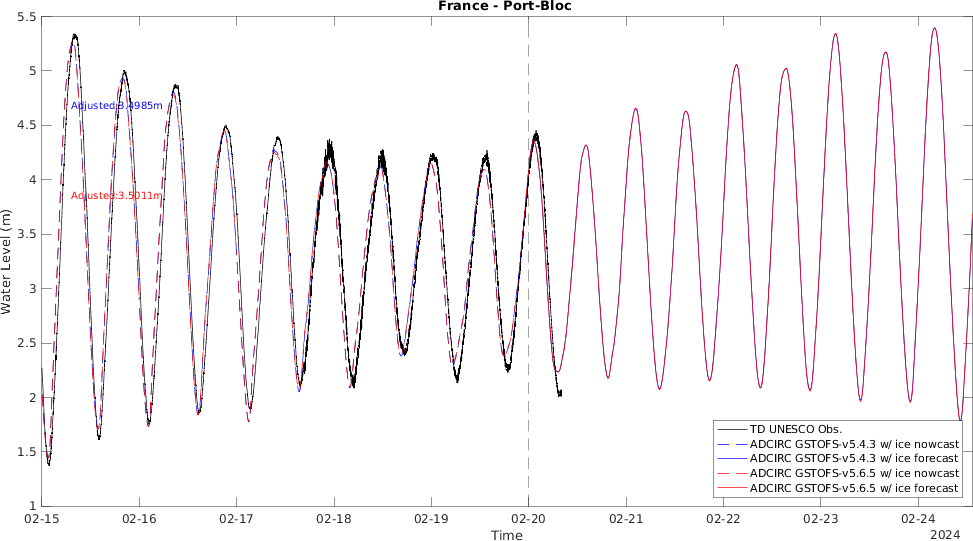 France - Port-Bloc
5.5
5
4.5
4
3.5
3
2.5
2
1.5
1
Water Level (m)
Adjusted:3.4985m
Adjusted:3.5011m
TD UNESCO Obs.
ADCIRC GSTOFS-v5.4.3 w/ ice nowcast
ADCIRC GSTOFS-v5.4.3 w/ ice forecast
ADCIRC GSTOFS-v5.6.5 w/ ice nowcast
ADCIRC GSTOFS-v5.6.5 w/ ice forecast
02-15 02-16 02-17 02-18 02-19 02-20 02-21 02-22 02-23 02-24
Time
2024